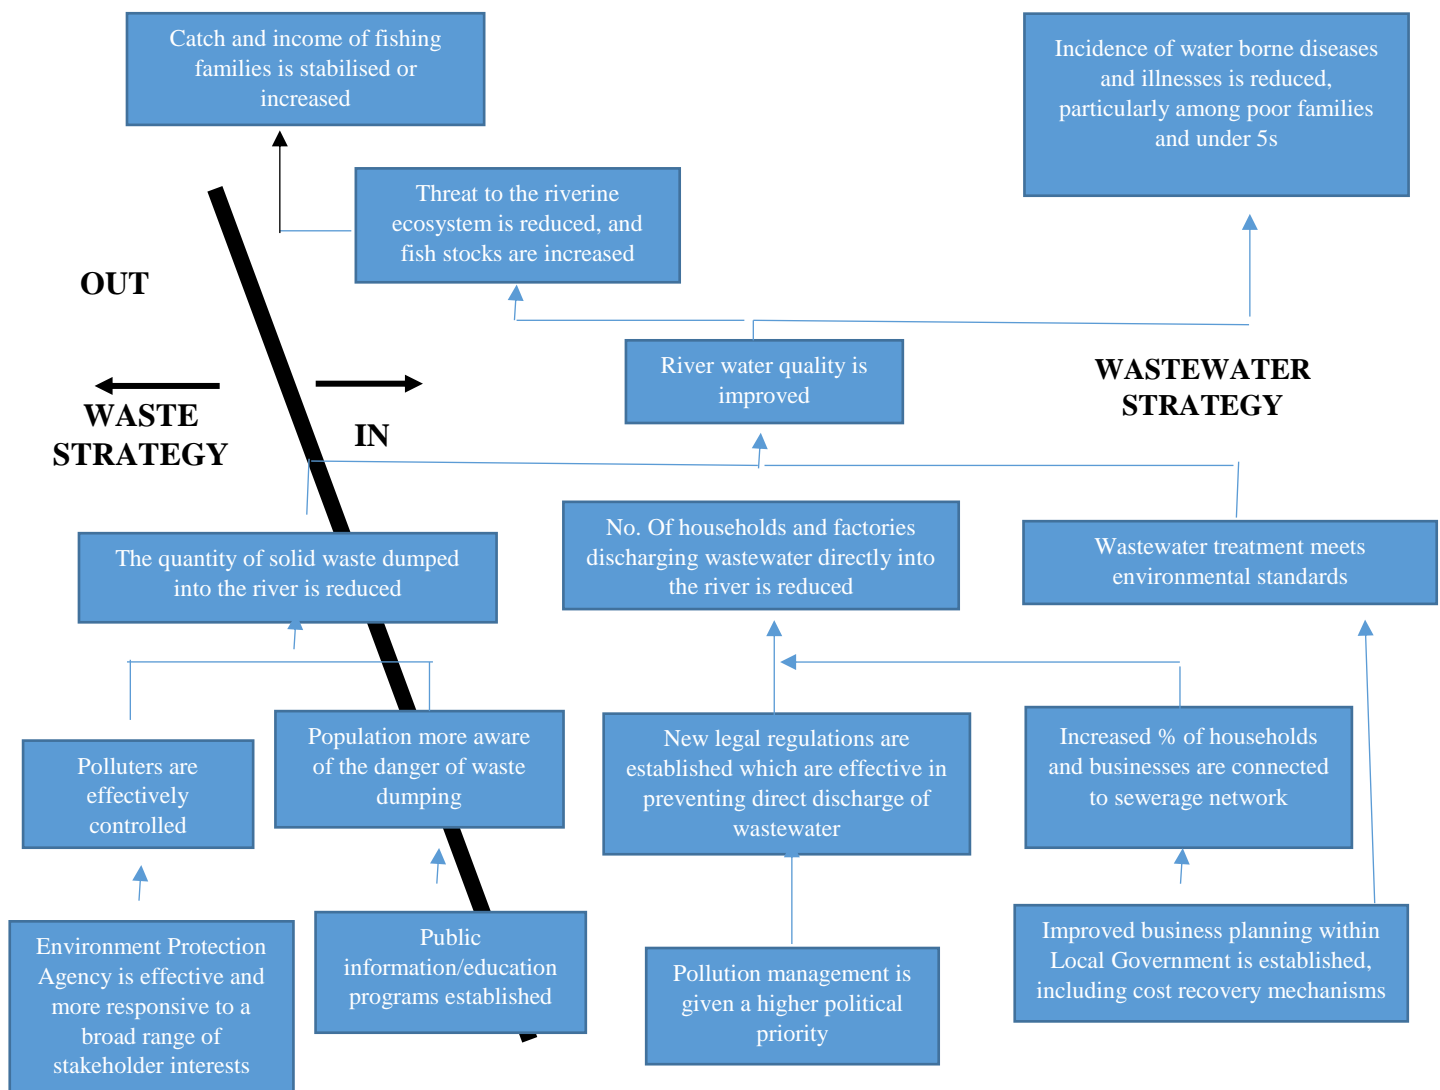 Catch and income of fishing
families is stabilised or
increased
Incidence of water borne diseases
and illnesses is reduced,
particularly among poor families
and under 5s
Threat to the riverine
ecosystem is reduced, and
fish stocks are increased
OUT
River water quality is
improved
WASTEWATER
STRATEGY
WASTE
STRATEGY
IN
The quantity of solid waste dumped
into the river is reduced
No. Of households and factories
discharging wastewater directly into
the river is reduced
Wastewater treatment meets
environmental standards
Polluters are
effectively
controlled
Population more aware
of the danger of waste
dumping
New legal regulations are
established which are effective in
preventing direct discharge of
wastewater
Increased % of households
and businesses are connected
to sewerage network
Environment Protection
Agency is effective and
more responsive to a
broad range of
stakeholder interests
Public
information/education
programs established
Pollution management is
given a higher political
priority
Improved business planning within
Local Government is established,
including cost recovery mechanisms